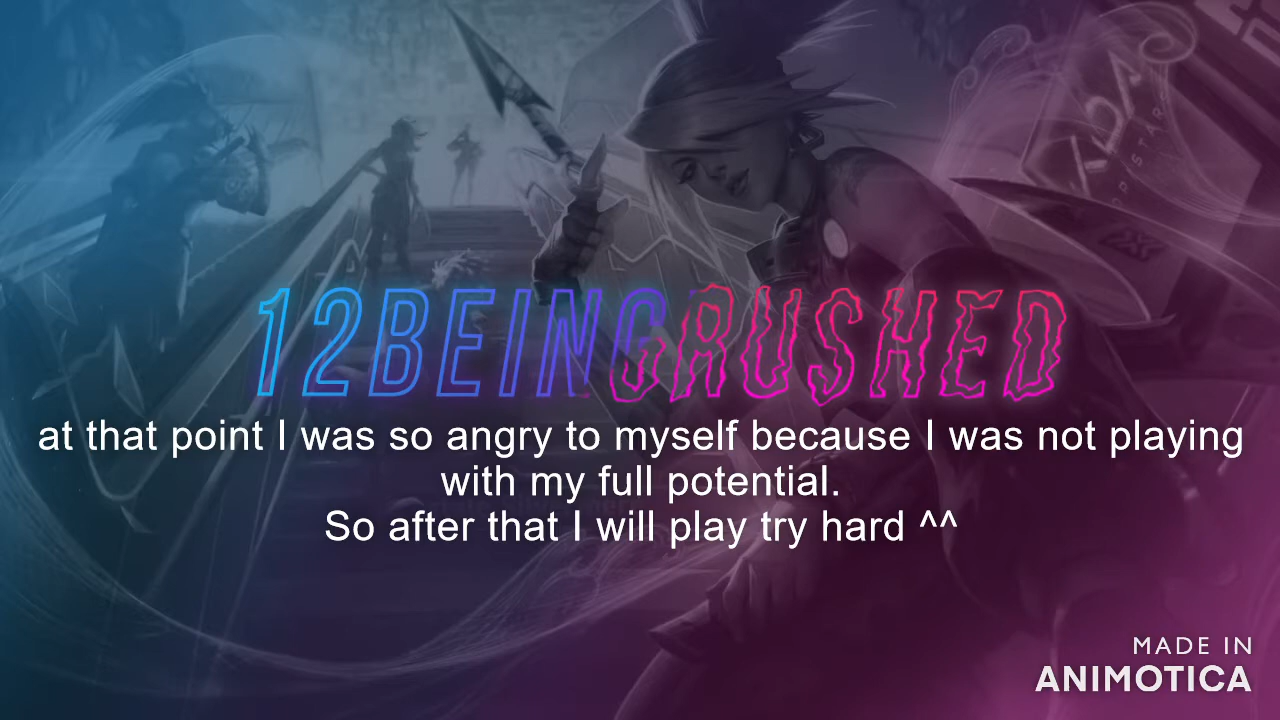 K/DA
12BEINGRUSHED
at that point I was so angry to myself because I was not playing
with my full potential.
So after that I will play try hard ^^
MADE IN
ANIMOTICA